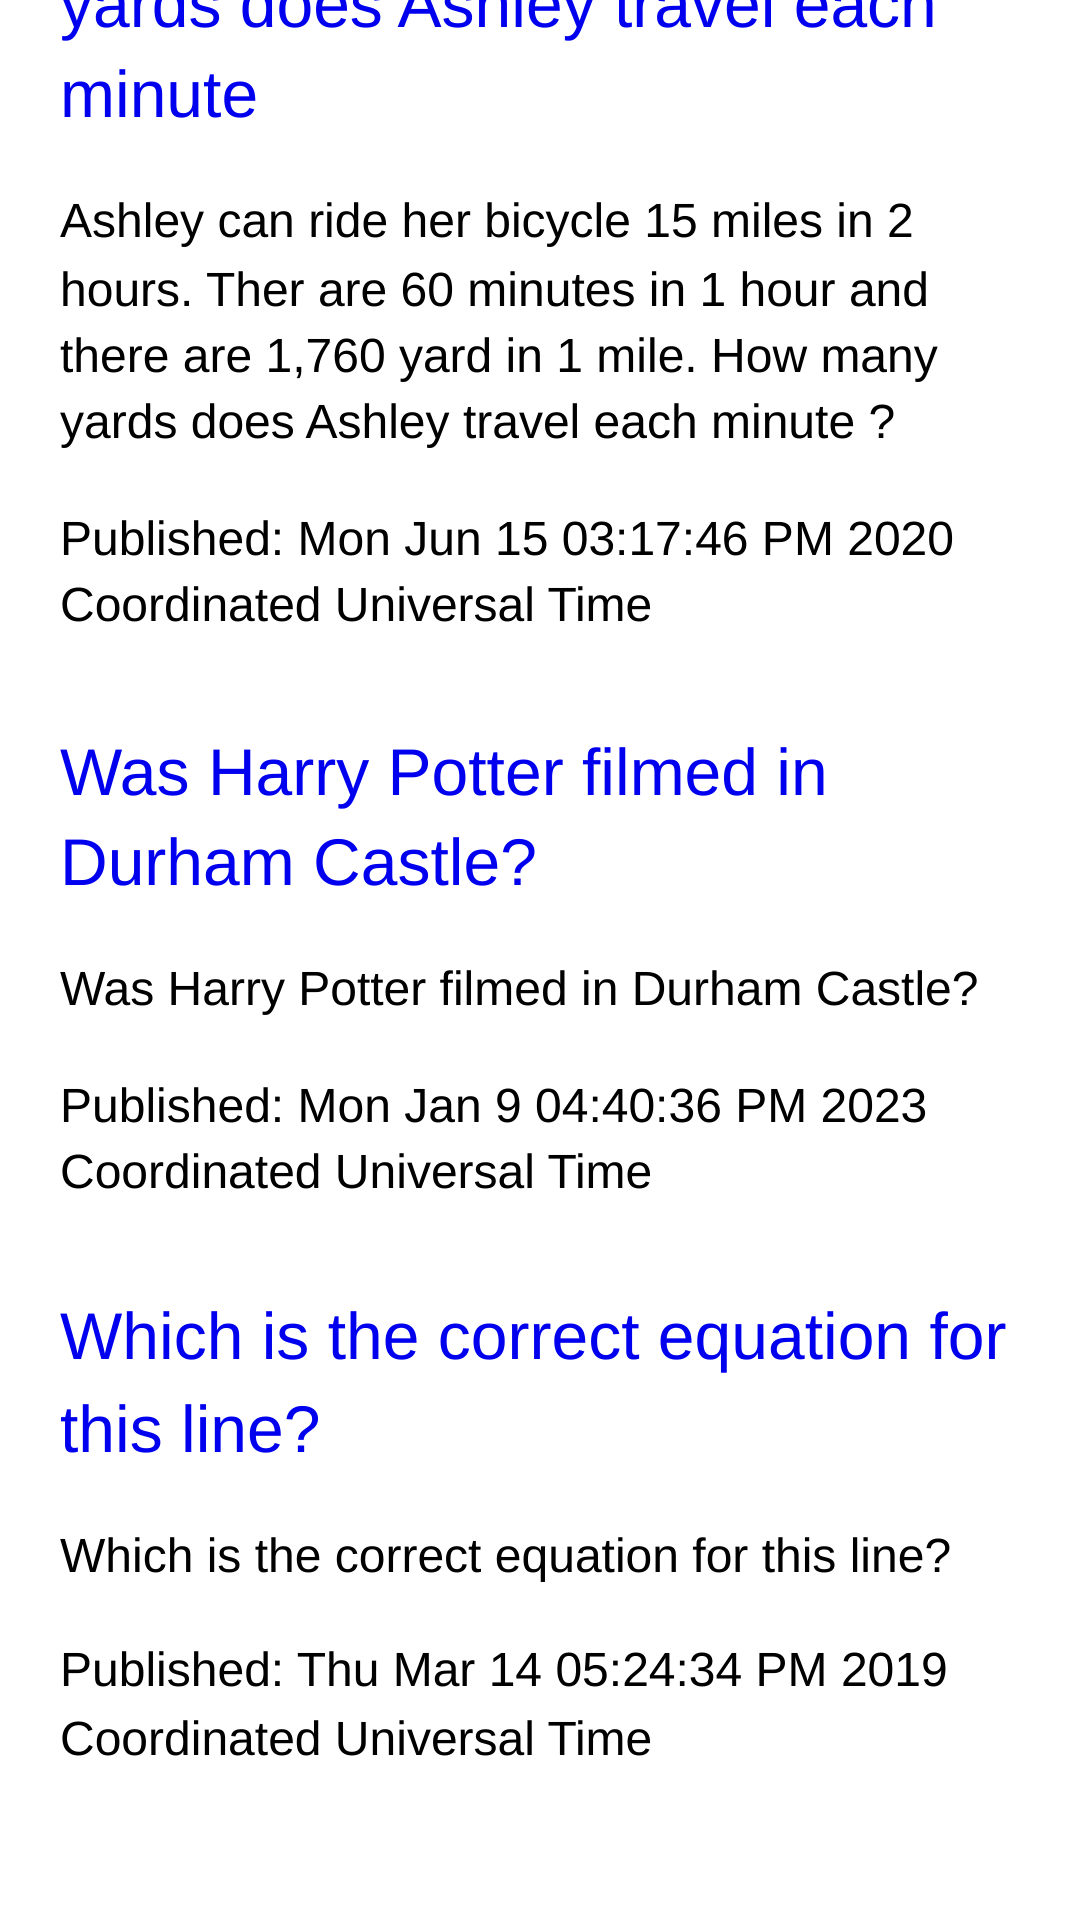 yards does Ashley travel each
minute
Ashley can ride her bicycle 15 miles in 2
hours. Ther are 60 minutes in 1 hour and
there are 1,760 yard in 1 mile. How many
yards does Ashley travel each minute ?
Published: Mon Jun 15 03:17:46 PM 2020
Coordinated Universal Time
Was Harry Potter filmed in
Durham Castle?
Was Harry Potter filmed in Durham Castle?
Published: Mon Jan 9 04:40:36 PM 2023
Coordinated Universal Time
Which is the correct equation for
this line?
Which is the correct equation for this line?
Published: Thu Mar 14 05:24:34 PM 2019
Coordinated Universal Time